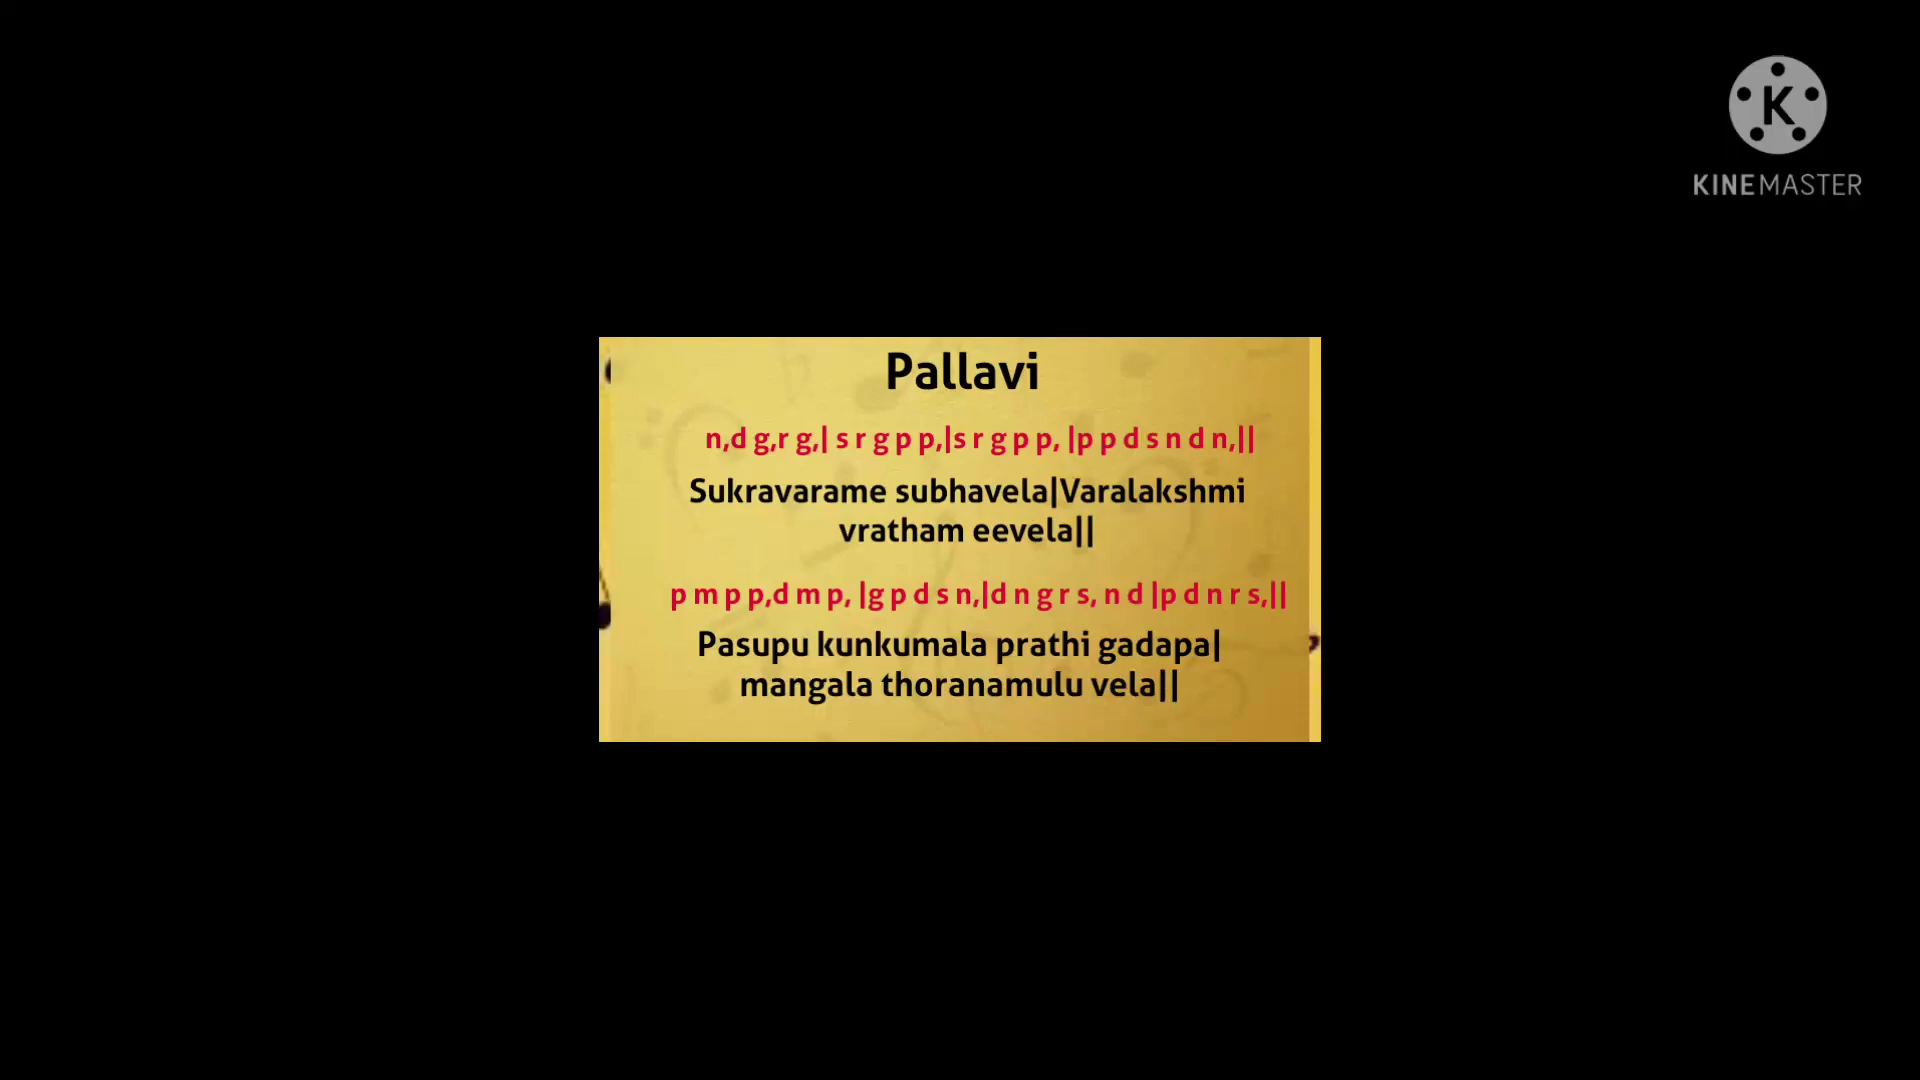 K
KINEMASTER
Pallavi
n,d g,r g,| s r g p p,|s r g p p, |p p d s n d n,||
Sukravarame subhavela|Varalakshmi
vratham eevela||
p m p p,d m p, |g p d s n,|d n g r s, n d |p d n r s,||
Pasupu kunkumala prathi gadapa|
mangala thoranamulu vela||